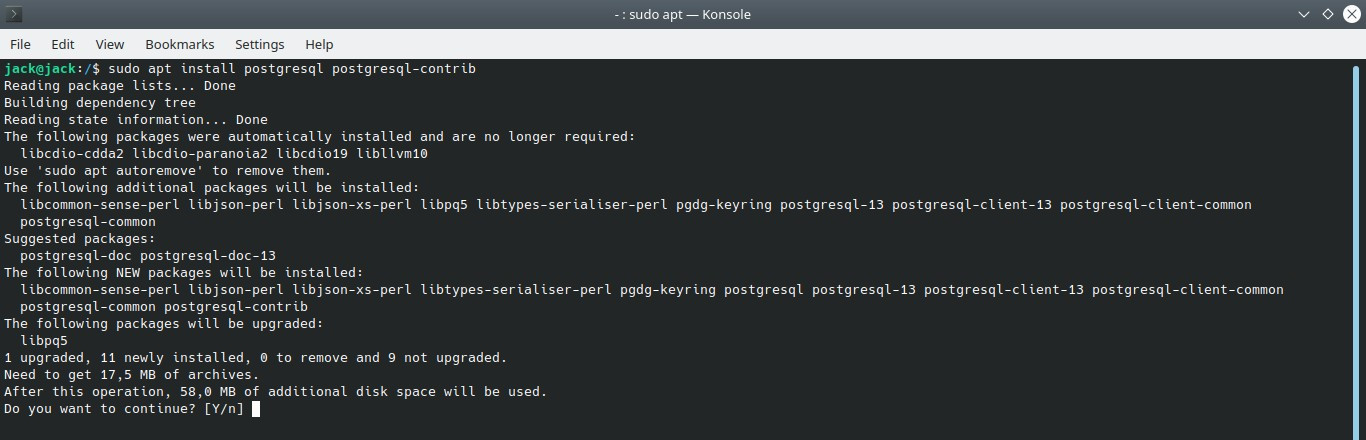 - : sudo apt — Konsole
File Edit View Bookmarks Settings Help
jack@jack:/$ sudo apt install postgresql postgresql-contrib
Reading package lists... Done
Building dependency tree
Reading state information... Done
The following packages were automatically installed and are no longer required:
  libcdio-cdda2 libcdio-paranoia2 libcdio19 libllvm10
Use 'sudo apt autoremove' to remove them.
The following additional packages will be installed:
  libcommon-sense-perl libjson-perl libjson-xs-perl libpq5 libtypes-serialiser-perl pgdg-keyring postgresql-13 postgresql-client-13 postgresql-client-common
  postgresql-common
Suggested packages:
  postgresql-doc postgresql-doc-13
The following NEW packages will be installed:
  libcommon-sense-perl libjson-perl libjson-xs-perl libtypes-serialiser-perl pgdg-keyring postgresql postgresql-13 postgresql-client-13 postgresql-client-common
  postgresql-common postgresql-contrib
The following packages will be upgraded:
  libpq5
1 upgraded, 11 newly installed, 0 to remove and 9 not upgraded.
Need to get 17,5 MB of archives.
After this operation, 58,0 MB of additional disk space will be used.
Do you want to continue? [Y/n]